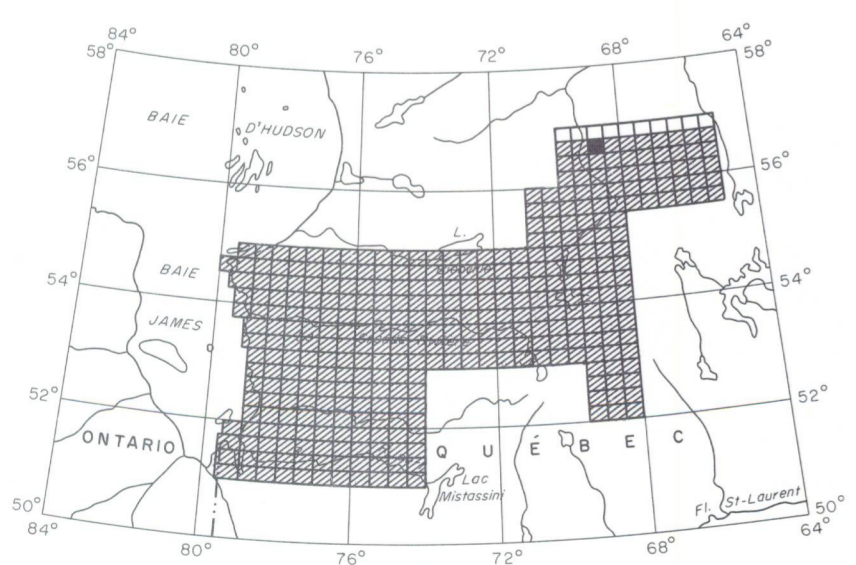 84°
80°
76°
72°
68°
64°
58°
58°
BAIE
D'HUDSON
56°
56°
L.
54°
BAIE
54°
JAMES
52°
52°
ONTARIO
QUÉBEC
Lac
Mistassini
Fl. St-Laurent
50°
50°
84°
80°
76°
72°
68°
64°